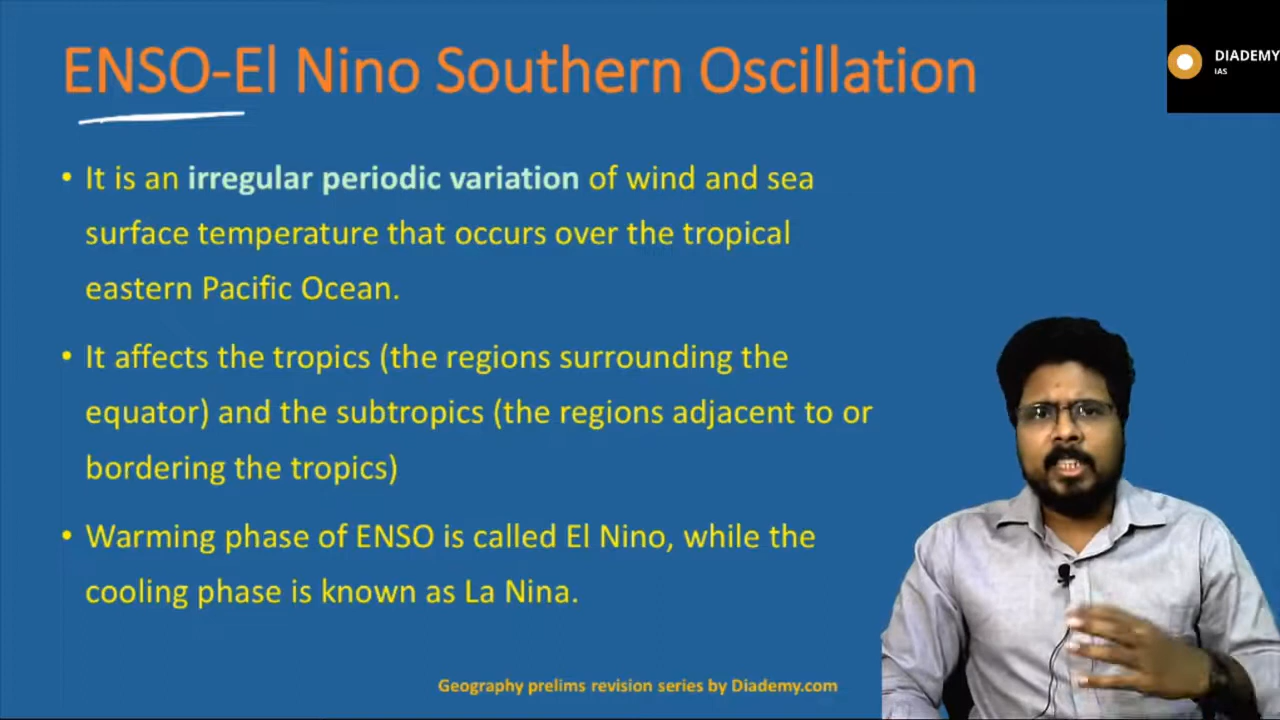 ENSO-El Nino Southern Oscillation
DIADEMY
IAS
• It is an irregular periodic variation of wind and sea
surface temperature that occurs over the tropical
eastern Pacific Ocean.
• It affects the tropics (the regions surrounding the
equator) and the subtropics (the regions adjacent to or
bordering the tropics)
• Warming phase of ENSO is called El Nino, while the
cooling phase is known as La Nina.
Geography prelims revision series by Diademy.com